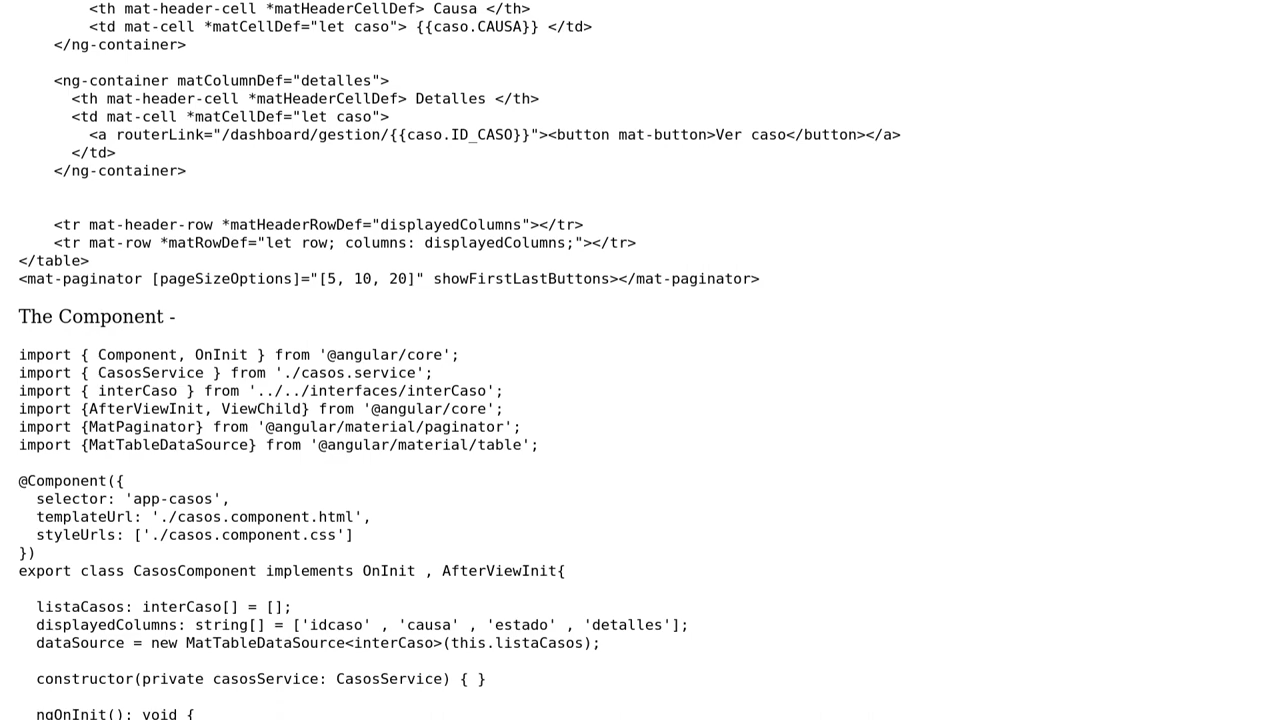 <th mat-header-cell *matHeaderCellDef> Causa </th>
<td mat-cell *matCellDef="let caso"> {{caso.CAUSA}} </td>
</ng-container>
<ng-container matColumnDef="detalles">
<th mat-header-cell *matHeaderCellDef> Detalles </th>
<td mat-cell *matCellDef="let caso">
<a routerLink="/dashboard/gestion/{{caso.ID_CASO}}"><button mat-button>Ver caso</button></a>
</td>
</ng-container>
<tr mat-header-row *matHeaderRowDef="displayedColumns"></tr>
<tr mat-row *matRowDef="let row; columns: displayedColumns;"></tr>
</table>
<mat-paginator [pageSizeOptions]="[5, 10, 20]" showFirstLastButtons></mat-paginator>
The Component -
import { Component, OnInit } from '@angular/core';
import { CasosService } from './casos.service';
import { interCaso } from '../../interfaces/interCaso';
import {AfterViewInit, ViewChild} from '@angular/core';
import {MatPaginator} from '@angular/material/paginator';
import {MatTableDataSource} from '@angular/material/table';
@Component({
selector: 'app-casos',
templateUrl: './casos.component.html',
styleUrls: ['./casos.component.css']
})
export class CasosComponent implements OnInit , AfterViewInit{
listaCasos: interCaso[] = [];
displayedColumns: string[] = ['idcaso' , 'causa' , 'estado' , 'detalles'];
dataSource = new MatTableDataSource<interCaso>(this.listaCasos);
constructor(private casosService: CasosService) { }
ngOnInit(): void {